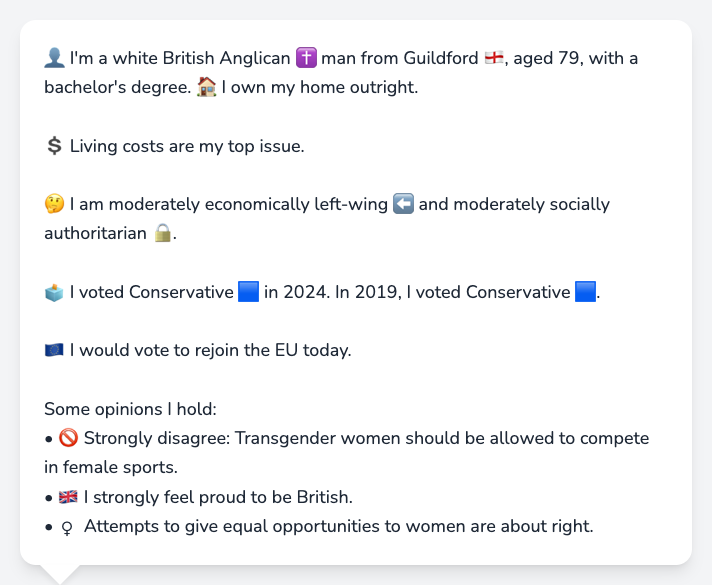 👤 I'm a white British Anglican ✝️ man from Guildford 🏴󠁧󠁢󠁥󠁮󠁧󠁿, aged 79, with a
bachelor's degree. 🏠 I own my home outright.
💲 Living costs are my top issue.
🤔 I am moderately economically left-wing ⬅️ and moderately socially
authoritarian 🔒.
🗳️ I voted Conservative 🟦 in 2024. In 2019, I voted Conservative 🟦.
🇪🇺 I would vote to rejoin the EU today.
Some opinions I hold:
• 🚫 Strongly disagree: Transgender women should be allowed to compete
in female sports.
• 🇬🇧 I strongly feel proud to be British.
• ♀ Attempts to give equal opportunities to women are about right.